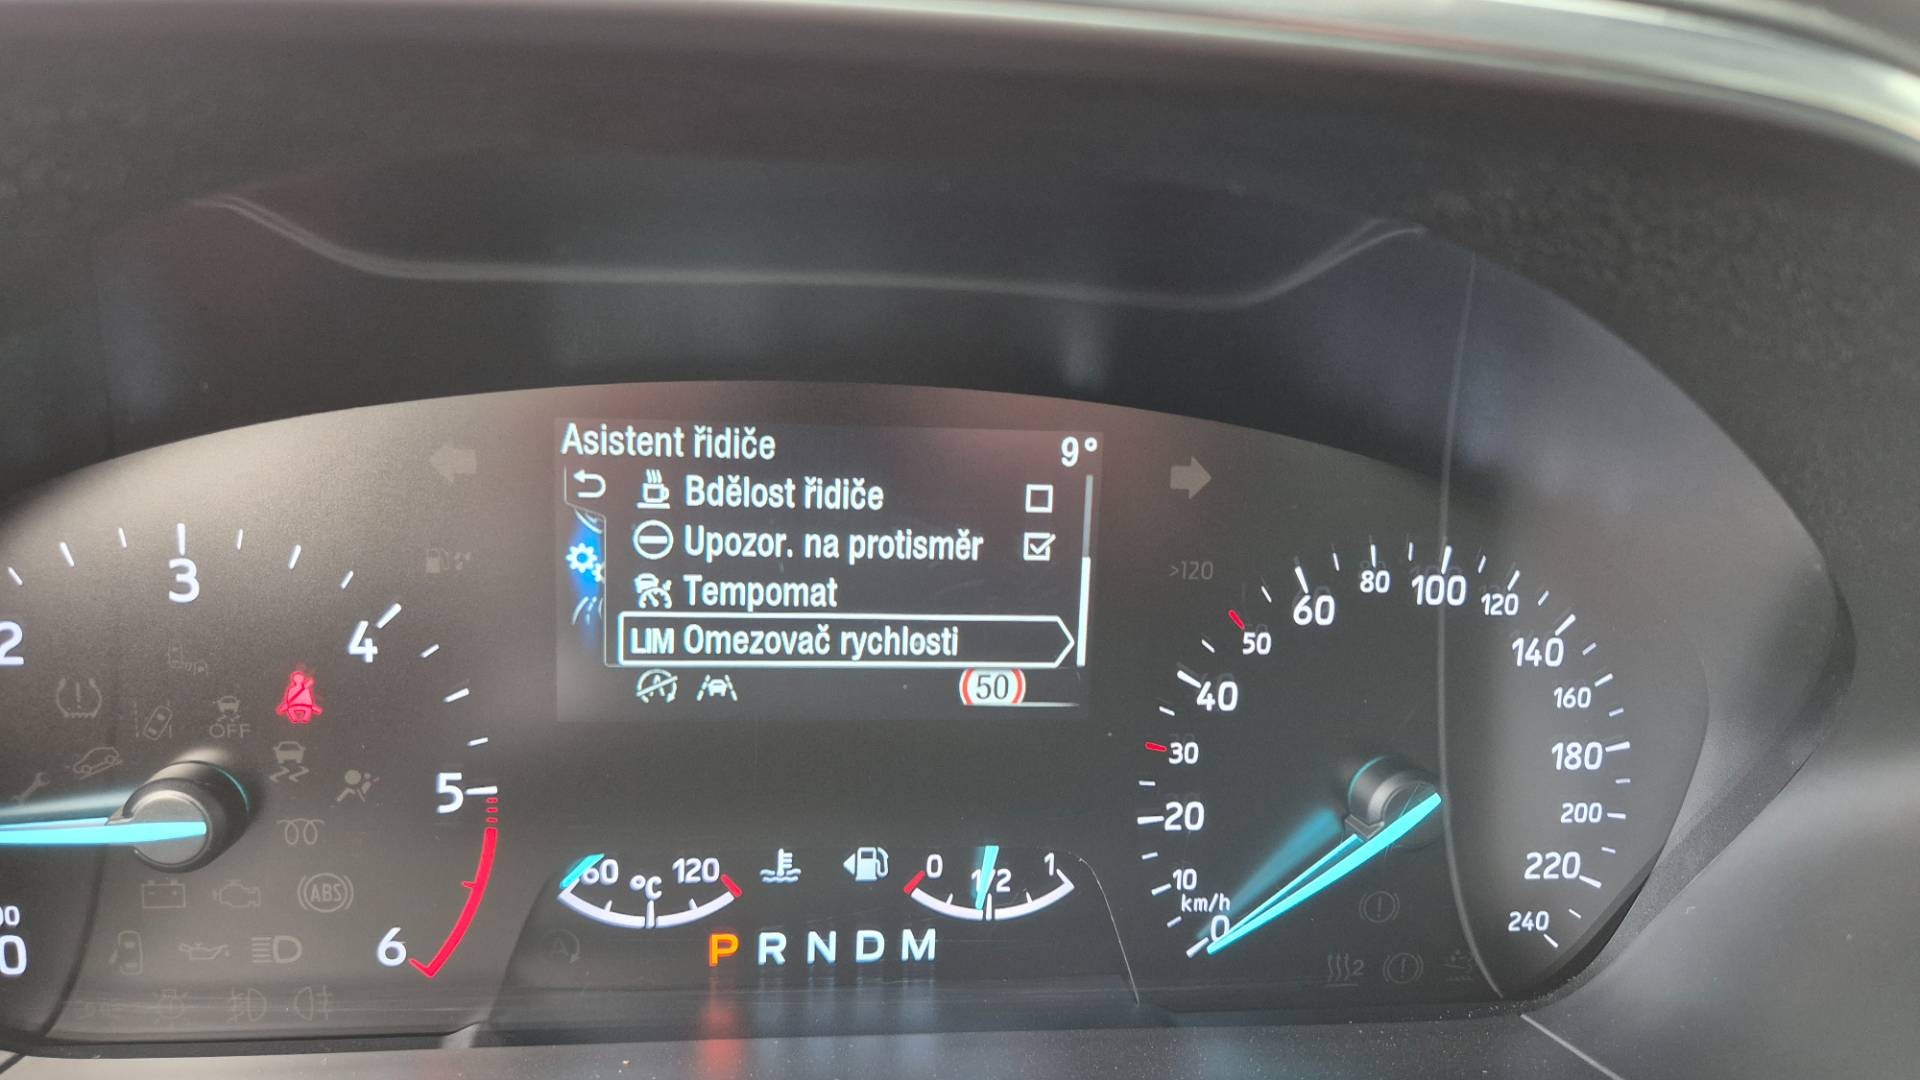 Asistent řidiče 9°
Bdělost řidiče
Upozor. na protisměr
Tempomat
LIM Omezovač rychlosti
50
2
3
4
5
6
0
OFF
ABS
60 °C 120
0 1/2 1
P R N D M
>120
0
10
km/h
20
30
40
50
60
80
100
120
140
160
180
200
220
240
2